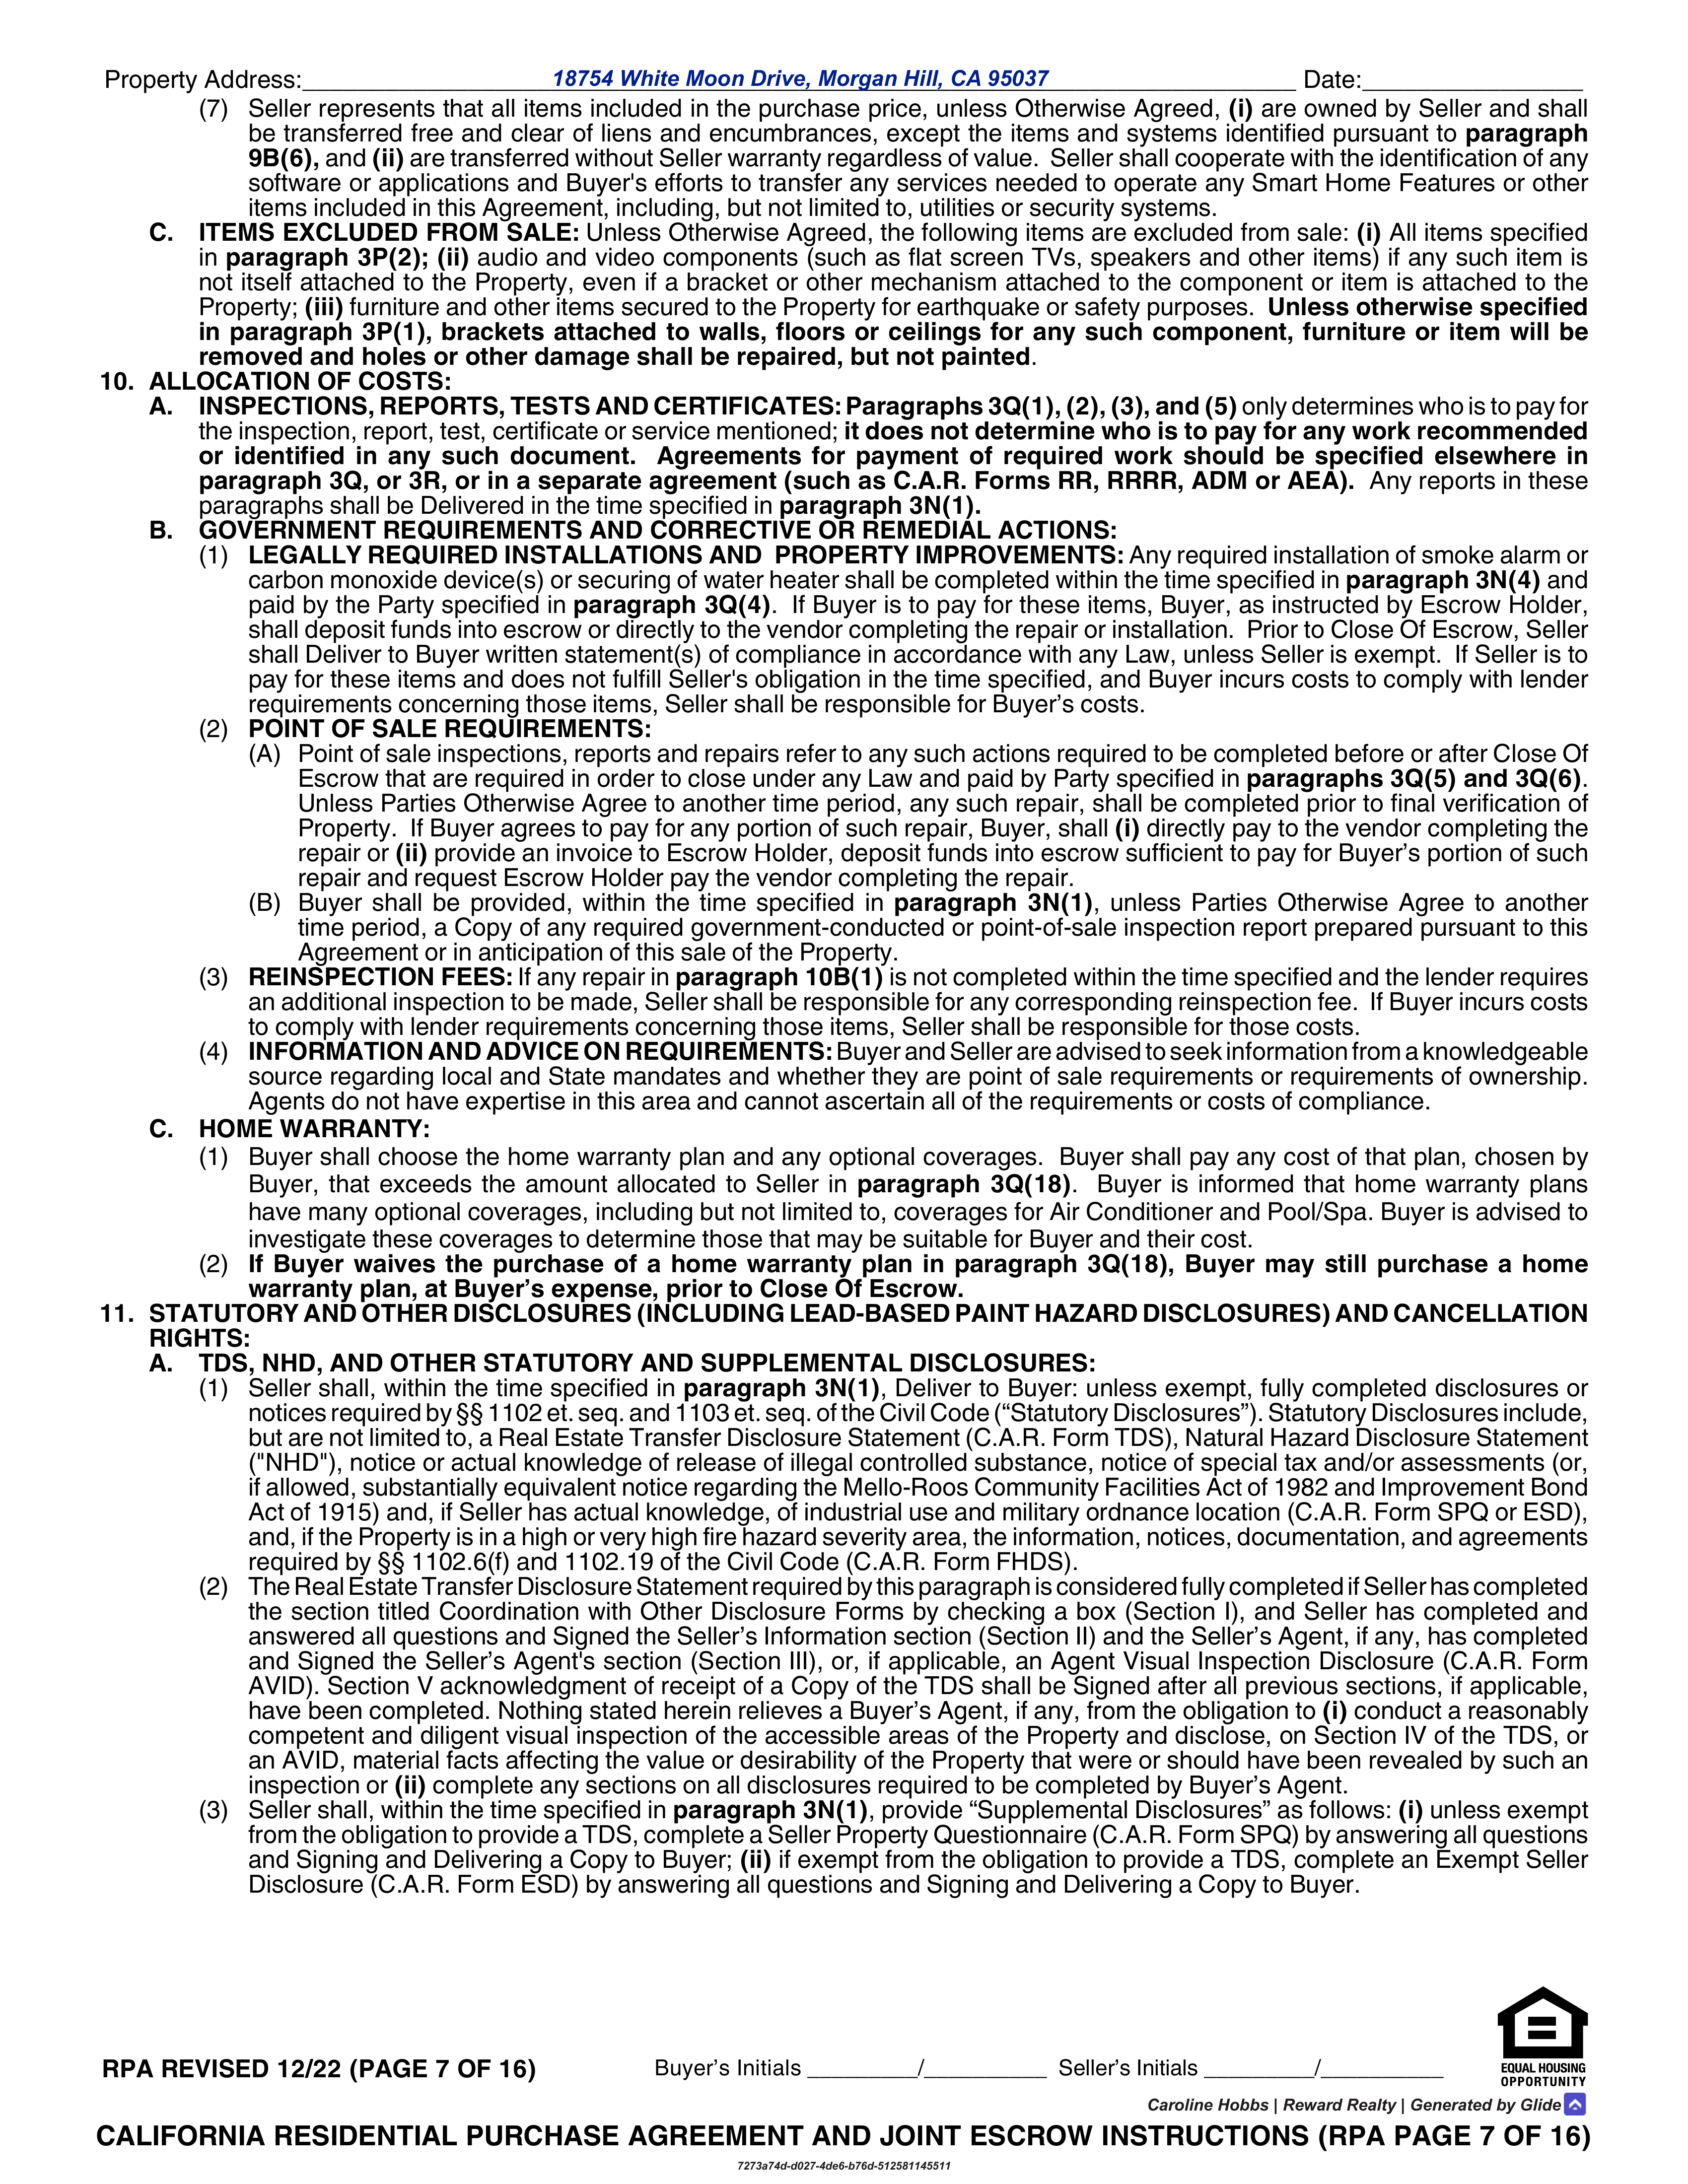 Property Address: 18754 White Moon Drive, Morgan Hill, CA 95037 Date:
(7) Seller represents that all items included in the purchase price, unless Otherwise Agreed, (i) are owned by Seller and shall
be transferred free and clear of liens and encumbrances, except the items and systems identified pursuant to paragraph
9B(6), and (ii) are transferred without Seller warranty regardless of value. Seller shall cooperate with the identification of any
software or applications and Buyer's efforts to transfer any services needed to operate any Smart Home Features or other
items included in this Agreement, including, but not limited to, utilities or security systems.
C. ITEMS EXCLUDED FROM SALE: Unless Otherwise Agreed, the following items are excluded from sale: (i) All items specified
in paragraph 3P(2); (ii) audio and video components (such as flat screen TVs, speakers and other items) if any such item is
not itself attached to the Property, even if a bracket or other mechanism attached to the component or item is attached to the
Property; (iii) furniture and other items secured to the Property for earthquake or safety purposes. Unless otherwise specified
in paragraph 3P(1), brackets attached to walls, floors or ceilings for any such component, furniture or item will be
removed and holes or other damage shall be repaired, but not painted.
10. ALLOCATION OF COSTS:
A. INSPECTIONS, REPORTS, TESTS AND CERTIFICATES: Paragraphs 3Q(1), (2), (3), and (5) only determines who is to pay for
the inspection, report, test, certificate or service mentioned; it does not determine who is to pay for any work recommended
or identified in any such document. Agreements for payment of required work should be specified elsewhere in
paragraph 3Q, or 3R, or in a separate agreement (such as C.A.R. Forms RR, RRRR, ADM or AEA). Any reports in these
paragraphs shall be Delivered in the time specified in paragraph 3N(1).
B. GOVERNMENT REQUIREMENTS AND CORRECTIVE OR REMEDIAL ACTIONS:
(1) LEGALLY REQUIRED INSTALLATIONS AND PROPERTY IMPROVEMENTS: Any required installation of smoke alarm or
carbon monoxide device(s) or securing of water heater shall be completed within the time specified in paragraph 3N(4) and
paid by the Party specified in paragraph 3Q(4). If Buyer is to pay for these items, Buyer, as instructed by Escrow Holder,
shall deposit funds into escrow or directly to the vendor completing the repair or installation. Prior to Close Of Escrow, Seller
shall Deliver to Buyer written statement(s) of compliance in accordance with any Law, unless Seller is exempt. If Seller is to
pay for these items and does not fulfill Seller's obligation in the time specified, and Buyer incurs costs to comply with lender
requirements concerning those items, Seller shall be responsible for Buyer's costs.
(2) POINT OF SALE REQUIREMENTS:
(A) Point of sale inspections, reports and repairs refer to any such actions required to be completed before or after Close Of
Escrow that are required in order to close under any Law and paid by Party specified in paragraphs 3Q(5) and 3Q(6).
Unless Parties Otherwise Agree to another time period, any such repair, shall be completed prior to final verification of
Property. If Buyer agrees to pay for any portion of such repair, Buyer, shall (i) directly pay to the vendor completing the
repair or (ii) provide an invoice to Escrow Holder, deposit funds into escrow sufficient to pay for Buyer's portion of such
repair and request Escrow Holder pay the vendor completing the repair.
(B) Buyer shall be provided, within the time specified in paragraph 3N(1), unless Parties Otherwise Agree to another
time period, a Copy of any required government-conducted or point-of-sale inspection report prepared pursuant to this
Agreement or in anticipation of this sale of the Property.
(3) REINSPECTION FEES: If any repair in paragraph 10B(1) is not completed within the time specified and the lender requires
an additional inspection to be made, Seller shall be responsible for any corresponding reinspection fee. If Buyer incurs costs
to comply with lender requirements concerning those items, Seller shall be responsible for those costs.
(4) INFORMATION AND ADVICE ON REQUIREMENTS: Buyer and Seller are advised to seek information from a knowledgeable
source regarding local and State mandates and whether they are point of sale requirements or requirements of ownership.
Agents do not have expertise in this area and cannot ascertain all of the requirements or costs of compliance.
C. HOME WARRANTY:
(1) Buyer shall choose the home warranty plan and any optional coverages. Buyer shall pay any cost of that plan, chosen by
Buyer, that exceeds the amount allocated to Seller in paragraph 3Q(18). Buyer is informed that home warranty plans
have many optional coverages, including but not limited to, coverages for Air Conditioner and Pool/Spa. Buyer is advised to
investigate these coverages to determine those that may be suitable for Buyer and their cost.
(2) If Buyer waives the purchase of a home warranty plan in paragraph 3Q(18), Buyer may still purchase a home
warranty plan, at Buyer's expense, prior to Close Of Escrow.
11. STATUTORY AND OTHER DISCLOSURES (INCLUDING LEAD-BASED PAINT HAZARD DISCLOSURES) AND CANCELLATION
RIGHTS:
A. TDS, NHD, AND OTHER STATUTORY AND SUPPLEMENTAL DISCLOSURES:
(1) Seller shall, within the time specified in paragraph 3N(1), Deliver to Buyer: unless exempt, fully completed disclosures or
notices required by §§ 1102 et. seq. and 1103 et. seq. of the Civil Code (“Statutory Disclosures”). Statutory Disclosures include,
but are not limited to, a Real Estate Transfer Disclosure Statement (C.A.R. Form TDS), Natural Hazard Disclosure Statement
("NHD"), notice or actual knowledge of release of illegal controlled substance, notice of special tax and/or assessments (or,
if allowed, substantially equivalent notice regarding the Mello-Roos Community Facilities Act of 1982 and Improvement Bond
Act of 1915) and, if Seller has actual knowledge, of industrial use and military ordnance location (C.A.R. Form SPQ or ESD),
and, if the Property is in a high or very high fire hazard severity area, the information, notices, documentation, and agreements
required by §§ 1102.6(f) and 1102.19 of the Civil Code (C.A.R. Form FHDS).
(2) The Real Estate Transfer Disclosure Statement required by this paragraph is considered fully completed if Seller has completed
the section titled Coordination with Other Disclosure Forms by checking a box (Section I), and Seller has completed and
answered all questions and Signed the Seller's Information section (Section II) and the Seller's Agent, if any, has completed
and Signed the Seller's Agent's section (Section III), or, if applicable, an Agent Visual Inspection Disclosure (C.A.R. Form
AVID). Section V acknowledgment of receipt of a Copy of the TDS shall be Signed after all previous sections, if applicable,
have been completed. Nothing stated herein relieves a Buyer's Agent, if any, from the obligation to (i) conduct a reasonably
competent and diligent visual inspection of the accessible areas of the Property and disclose, on Section IV of the TDS, or
an AVID, material facts affecting the value or desirability of the Property that were or should have been revealed by such an
inspection or (ii) complete any sections on all disclosures required to be completed by Buyer's Agent.
(3) Seller shall, within the time specified in paragraph 3N(1), provide “Supplemental Disclosures” as follows: (i) unless exempt
from the obligation to provide a TDS, complete a Seller Property Questionnaire (C.A.R. Form SPQ) by answering all questions
and Signing and Delivering a Copy to Buyer; (ii) if exempt from the obligation to provide a TDS, complete an Exempt Seller
Disclosure (C.A.R. Form ESD) by answering all questions and Signing and Delivering a Copy to Buyer.
RPA REVISED 12/22 (PAGE 7 OF 16) Buyer's Initials ________/________ Seller's Initials ________/________
EQUAL HOUSING
OPPORTUNITY
Caroline Hobbs | Reward Realty | Generated by Glide
CALIFORNIA RESIDENTIAL PURCHASE AGREEMENT AND JOINT ESCROW INSTRUCTIONS (RPA PAGE 7 OF 16)
7273a74d-d027-4de6-b76d-512581145511